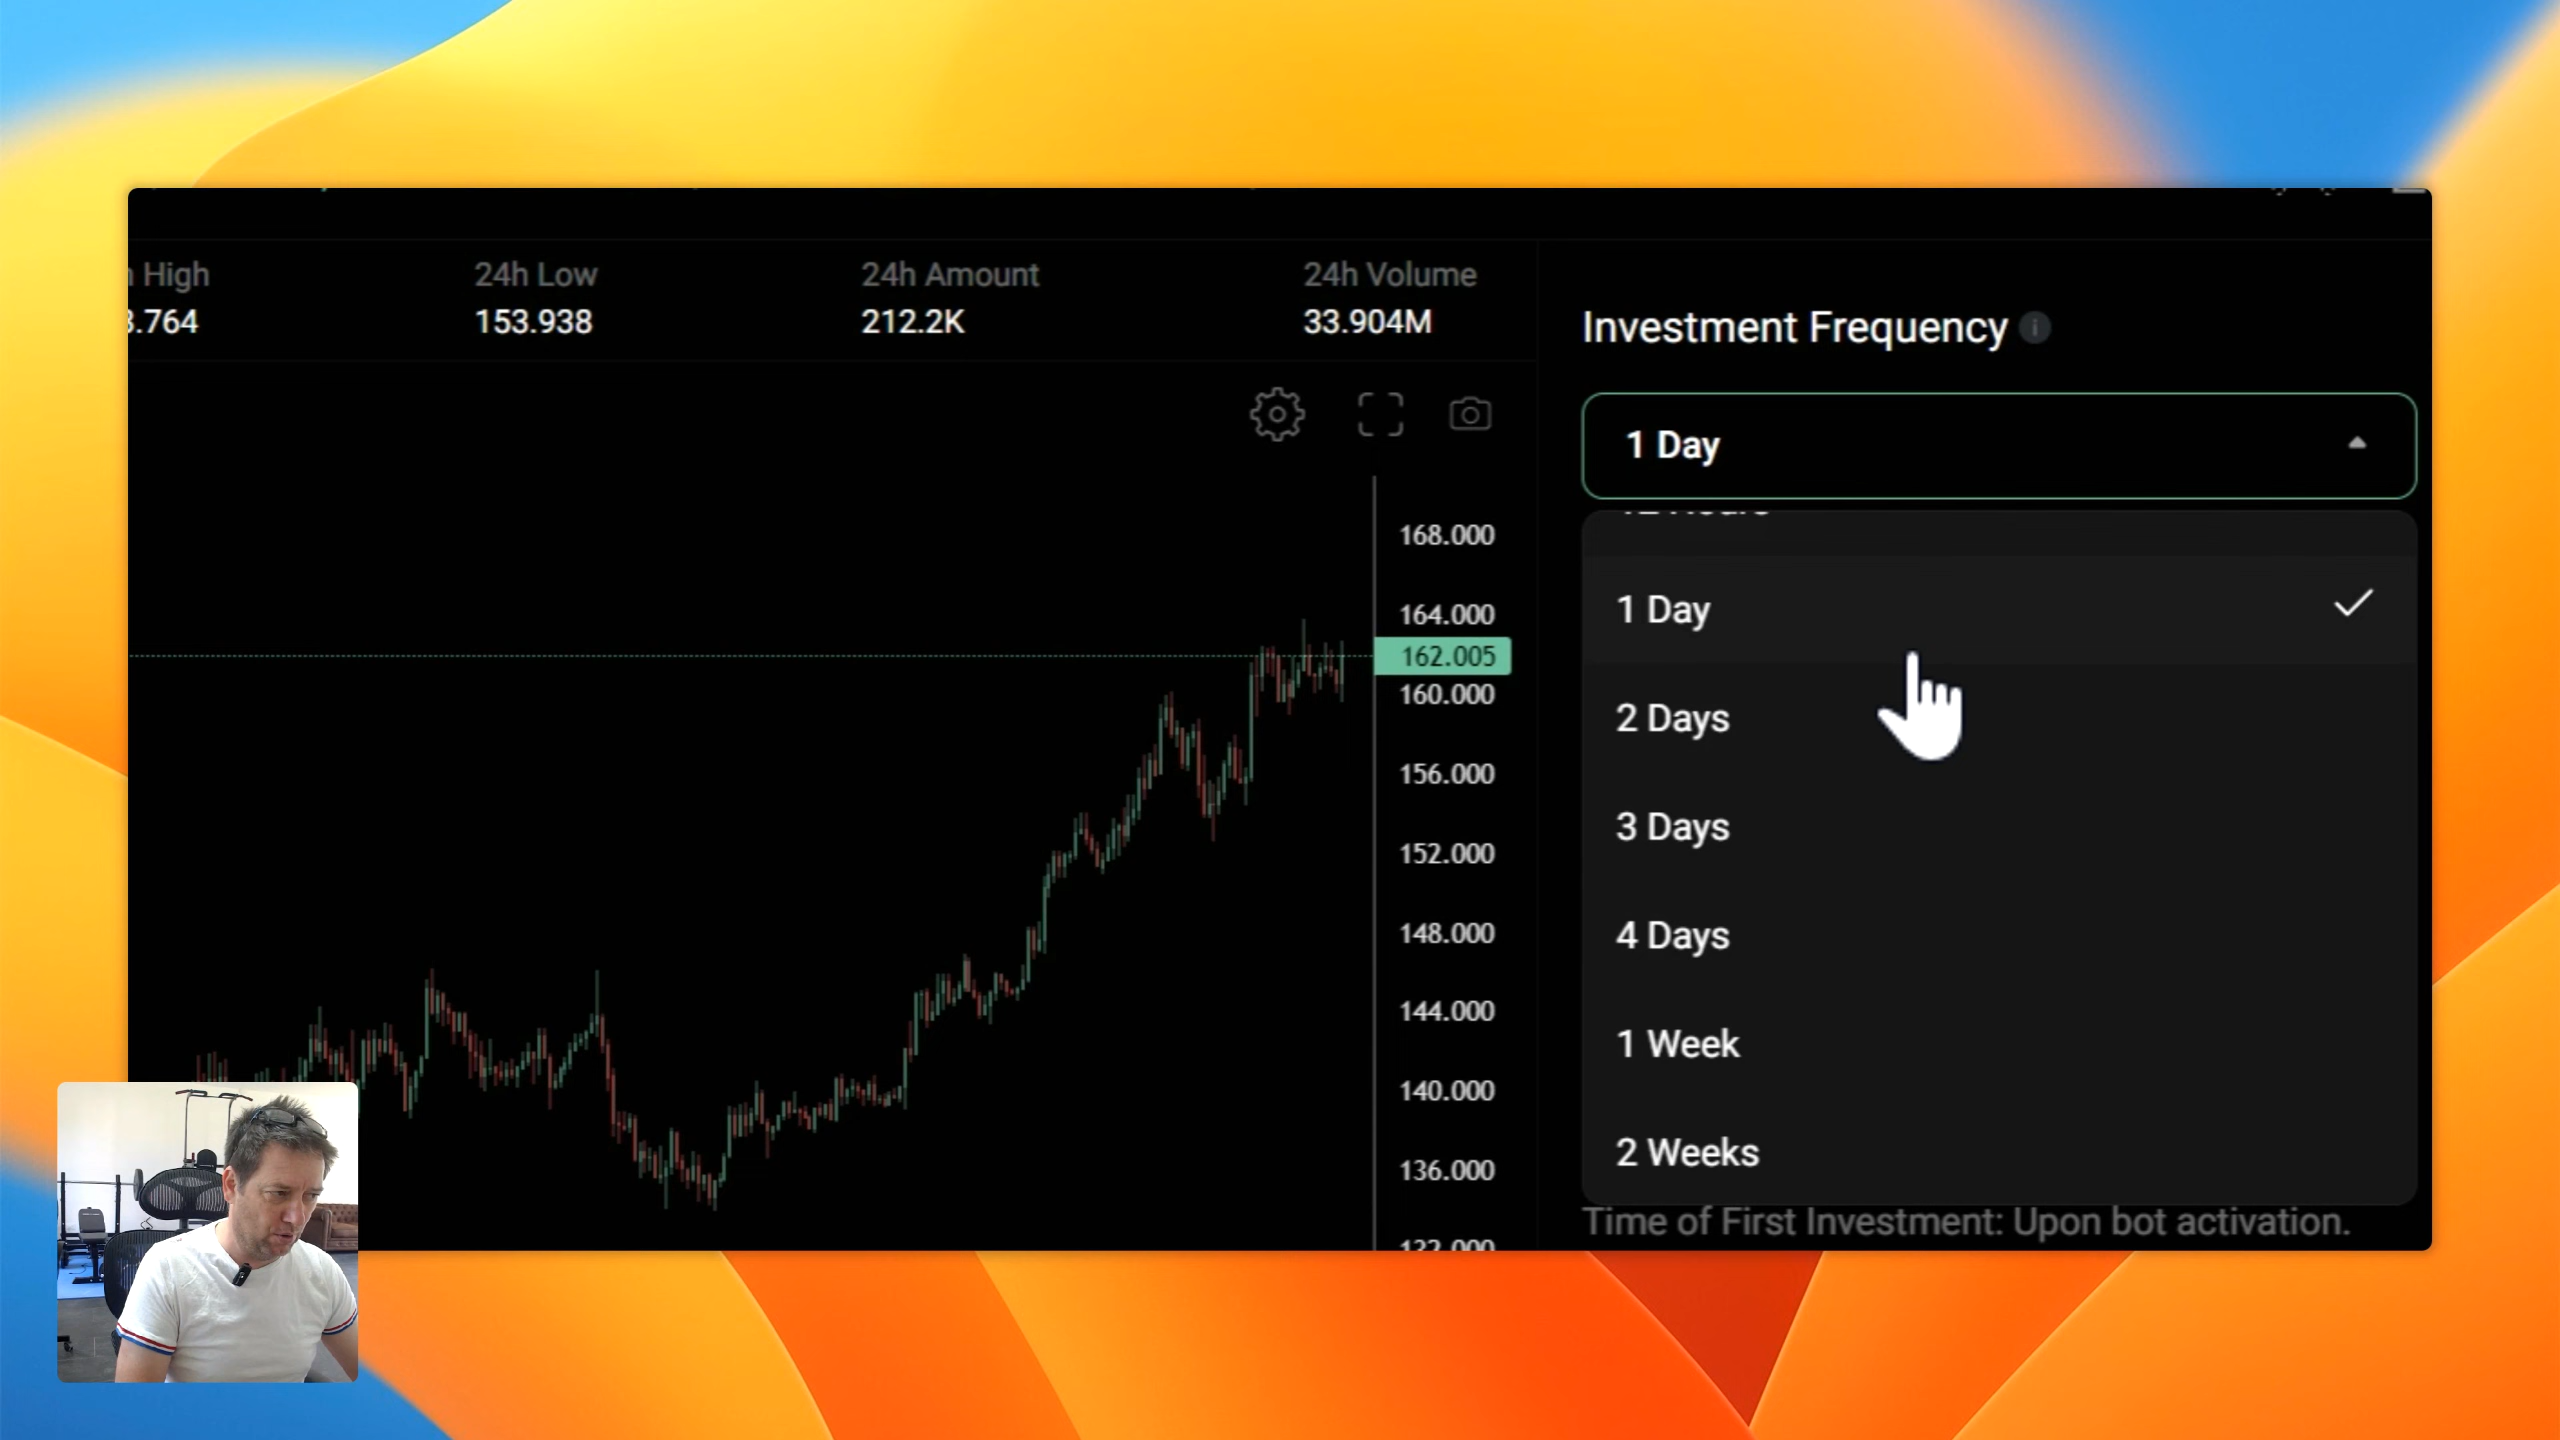 High
24h Low
24h Amount
24h Volume
.764
153.938
212.2K
33.904M
Investment Frequency
1 Day
168.000
164.000
162.005
160.000
156.000
152.000
148.000
144.000
140.000
136.000
1 Day
2 Days
3 Days
4 Days
1 Week
2 Weeks
Time of First Investment: Upon bot activation.